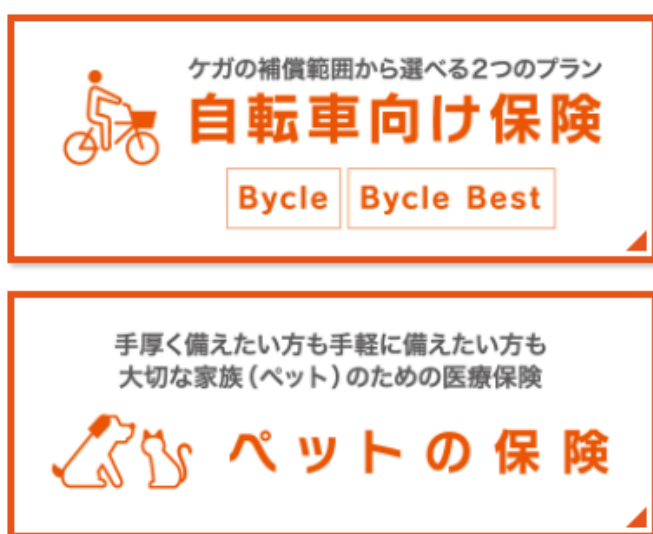 ケガの補償範囲から選べる2つのプラン
自転車向け保険
Bycle Bycle Best
手厚く備えたい方も手軽に備えたい方も
大切な家族(ペット)のための医療保険
ペットの保険